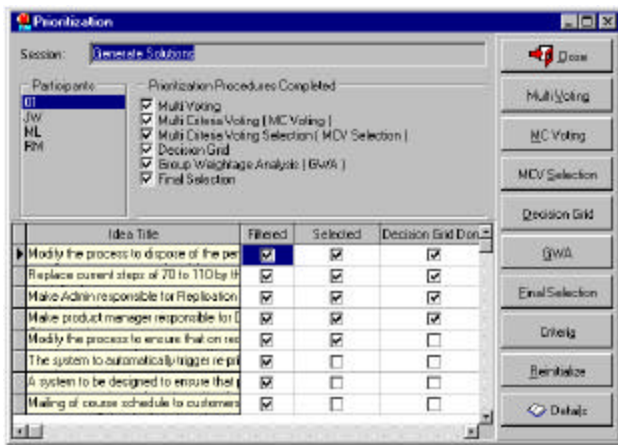 Prioritization
Session: Generate Solutions
Close
Participants
JW
ML
RM
Prioritization Procedures Completed
Multi Voting
Multi Criteria Voting ( MC Voting )
Multi Criteria Voting Selection ( MCV Selection )
Decision Grid
Group Weightage Analysis ( GWA )
Final Selection
Multi Voting
MC Voting
MCV Selection
Decision Grid
GWA
Final Selection
Criteria
Reinitialize
Details
Idea Title Filtered Selected Decision Grid Don
Modify the process to dispose of the per
Replace current steps of 70 to 110 by th
Make Admin responsible for Replication
Make product manager responsible for D
Modify the process to ensure that on rec
The system to automatically trigger re-pri
A system to be designed to ensure that p
Mailing of course schedule to customers